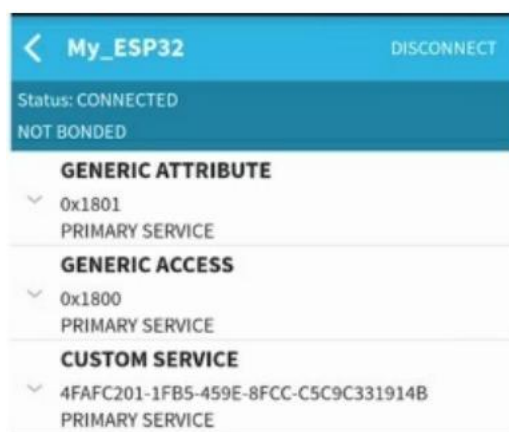 My_ESP32
DISCONNECT
Status: CONNECTED
NOT BONDED
GENERIC ATTRIBUTE
0x1801
PRIMARY SERVICE
GENERIC ACCESS
0x1800
PRIMARY SERVICE
CUSTOM SERVICE
4FAFC201-1FB5-459E-8FCC-C5C9C331914B
PRIMARY SERVICE